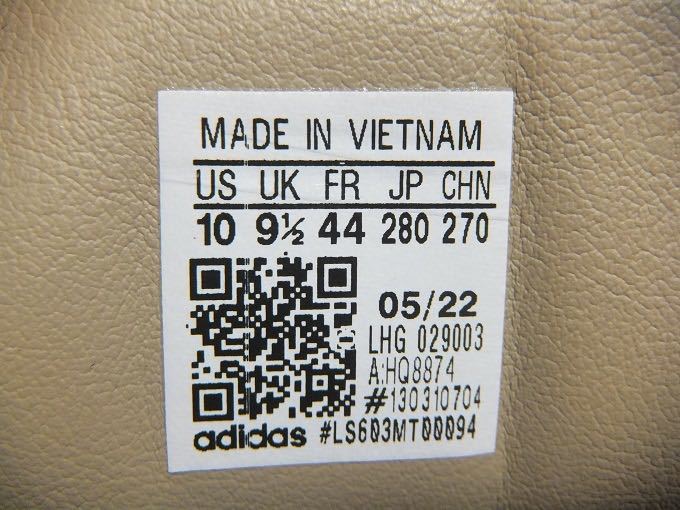 MADE IN VIETNAM
US UK FR JP CHN
10 9½ 44 280 270
05/22
LHG 029003
A:HQ8874
#130310704
adidas #LS603MT00094